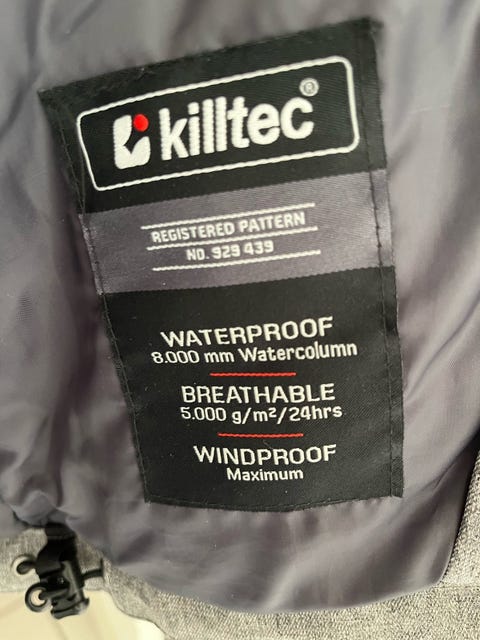 killtec®
REGISTERED PATTERN
NO. 929 439
WATERPROOF
8.000 mm Watercolumn
BREATHABLE
5.000 g/m²/24hrs
WINDPROOF
Maximum